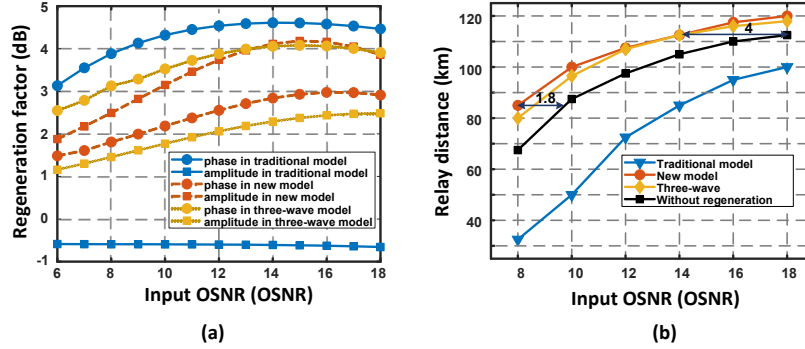 Regeneration factor (dB)
5
4
3
2
1
0
-1
phase in traditional model
amplitude in traditional model
phase in new model
amplitude in new model
phase in three-wave model
amplitude in three-wave model
6 8 10 12 14 16 18
Input OSNR (OSNR)
(a)
Relay distance (km)
120
100
80
60
40
4
1.8
Traditional model
New model
Three-wave
Without regeneration
8 10 12 14 16 18
Input OSNR (OSNR)
(b)